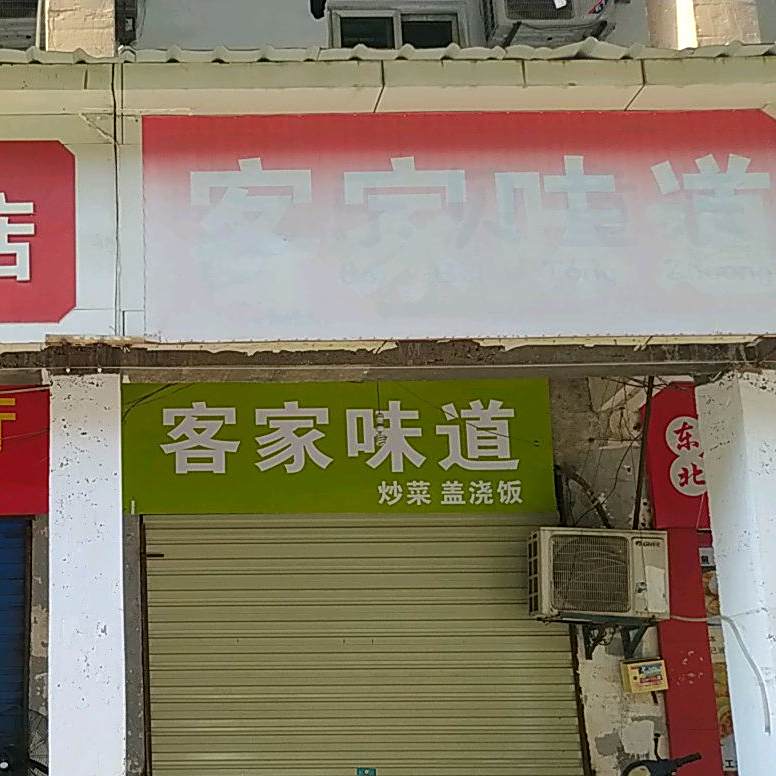 店
客家味道
客家味道
炒菜 盖浇饭
东
北